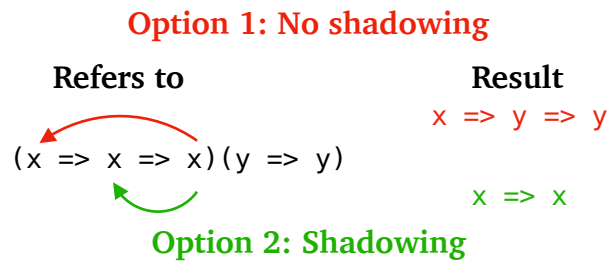 Option 1: No shadowing
Refers to
Result
x => y => y
(x => x => x)(y => y)
x => x
Option 2: Shadowing